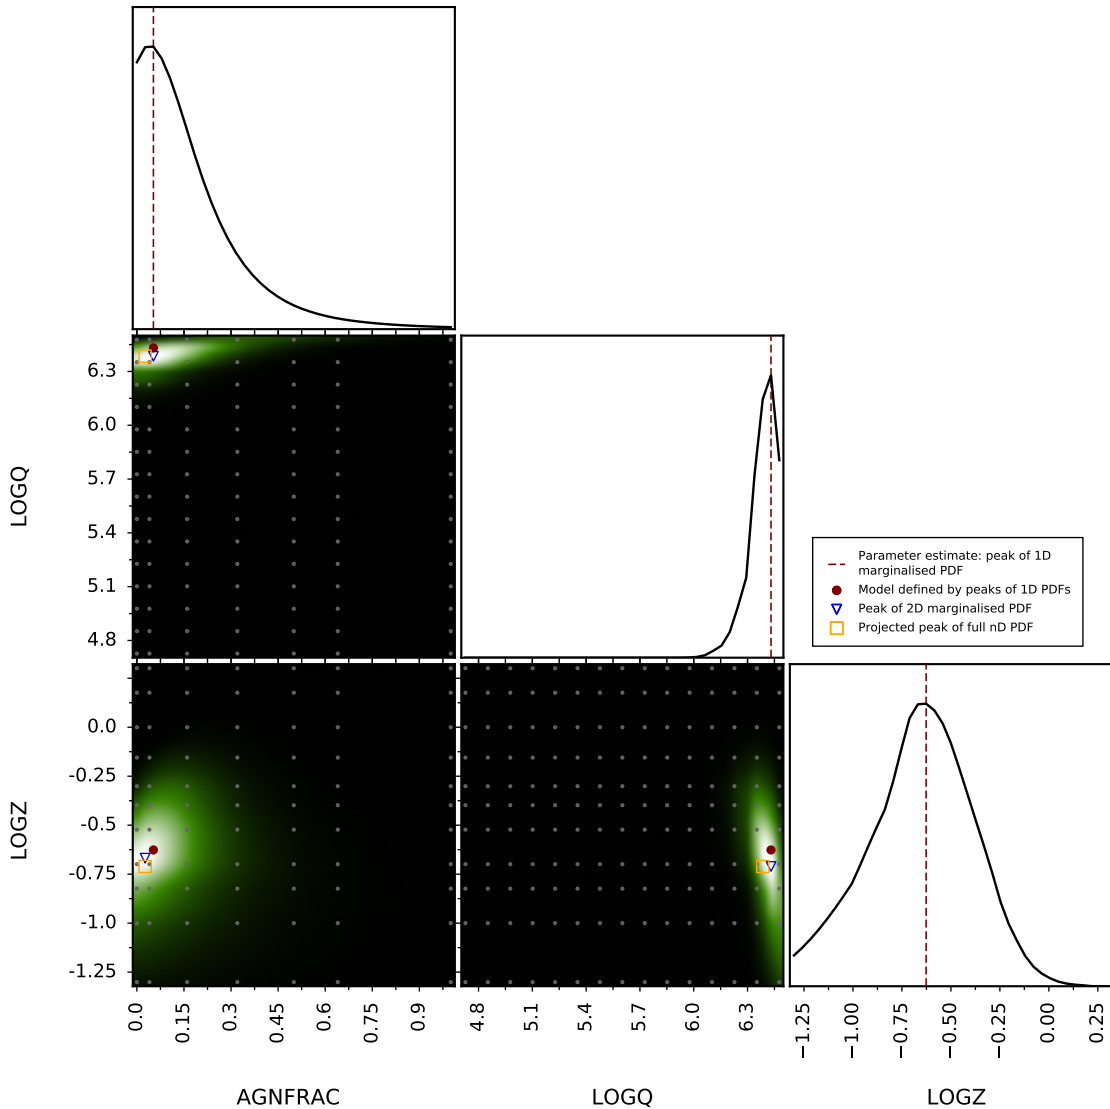 6.3
6.0
5.7
5.4
5.1
4.8
LOGQ
Parameter estimate: peak of 1D
marginalised PDF
Model defined by peaks of 1D PDFs
Peak of 2D marginalised PDF
Projected peak of full nD PDF
0.0
-0.25
-0.5
-0.75
-1.0
-1.25
LOGZ
0.0 0.15 0.3 0.45 0.6 0.75 0.9
4.8 5.1 5.4 5.7 6.0 6.3
−1.25 −1.00 −0.75 −0.50 −0.25 0.00 0.25
AGNFRAC LOGQ LOGZ